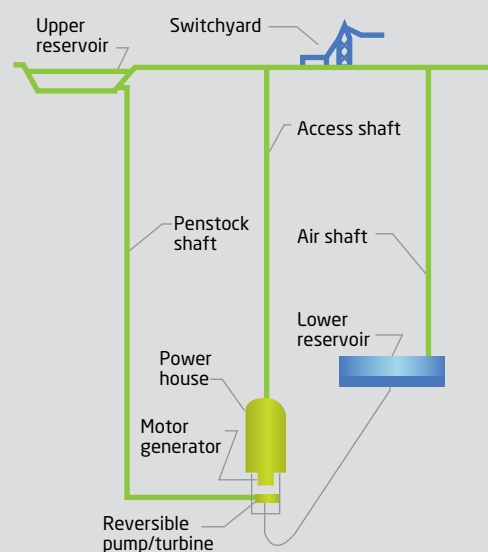 Upper
reservoir
Switchyard
Access shaft
Penstock
shaft
Air shaft
Lower
reservoir
Power
house
Motor
generator
Reversible
pump/turbine